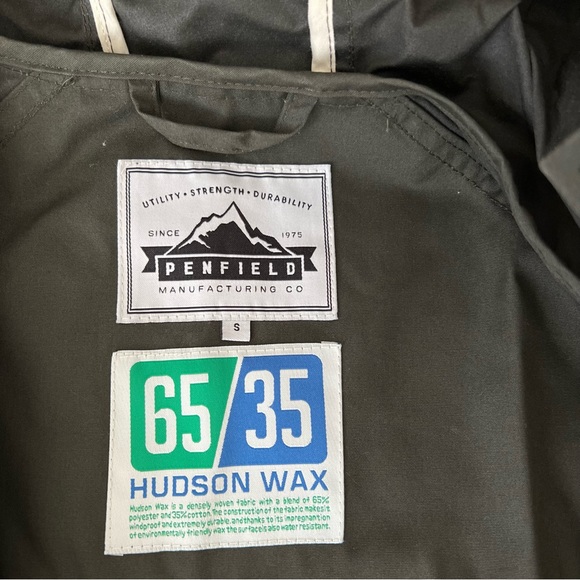 UTILITY • STRENGTH • DURABILITY
SINCE 1975
PENFIELD
MANUFACTURING CO
S
65/35
HUDSON WAX
Hudson Wax is a densely woven fabric with a blend of 65%
polyester and 35% cotton. The construction of the fabric makes it
windproof and extremely durable, and thanks to its impregnantion
of environmentally friendly wax the surface is also water resistant.